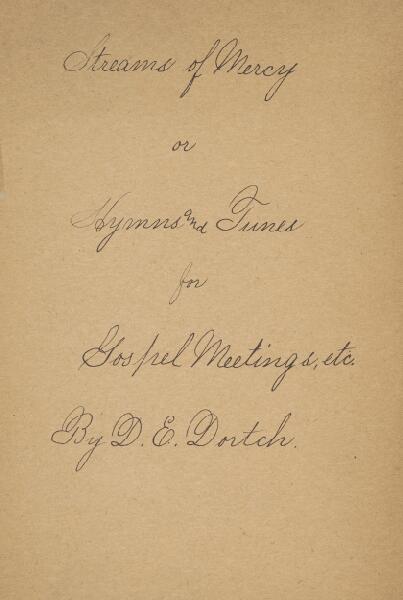 Streams of Mercy
or
Hymns and Tunes
for
Gospel Meetings, etc.
By D. E. Dortch.